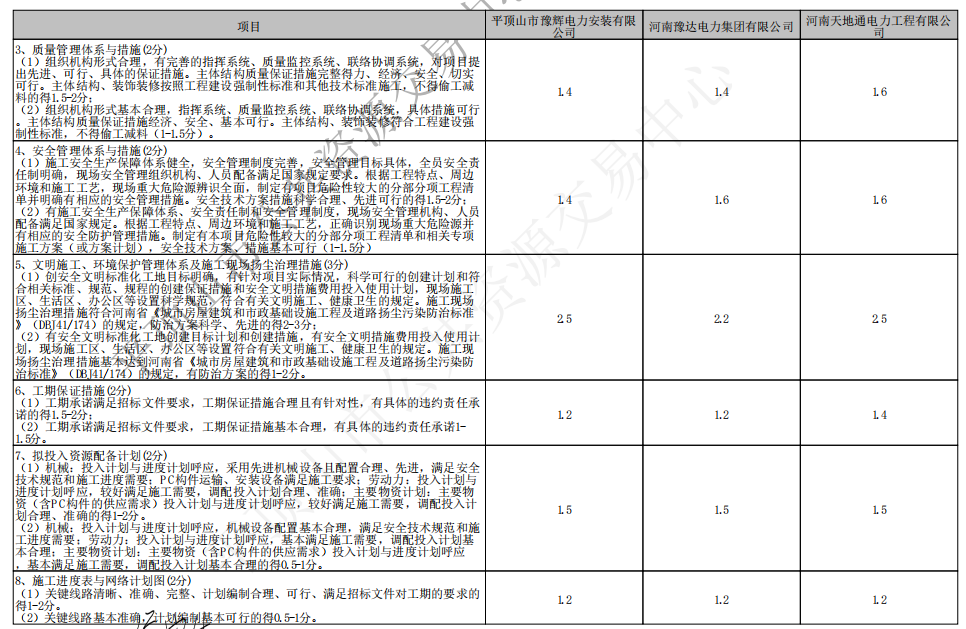 项目
平顶山市豫辉电力安装有限公司
河南豫达电力集团有限公司
河南天地通电力工程有限公司
3、质量管理体系与措施(2分)
（1）组织机构形式合理，有完善的指挥系统、质量监控系统、联络协调系统，对项目提
出先进、可行、具体的保证措施。主体结构质量保证措施完整得力、经济、安全、切实
可行。主体结构、装饰装修按照工程建设强制性标准和其他技术标准施工，不得偷工减
料的得1.5-2分；
（2）组织机构形式基本合理，指挥系统、质量监控系统、联络协调系统，具体措施可行
。主体结构质量保证措施经济、安全、基本可行。主体结构、装饰装修符合工程建设强
制性标准，不得偷工减料（1-1.5分）。
1.4
1.4
1.6
4、安全管理体系与措施(2分)
（1）施工安全生产保障体系健全，安全管理制度完善，安全管理目标具体，全员安全责
任制明确，现场安全管理组织机构、人员配备满足国家规定要求。根据工程特点、周边
环境和施工工艺，现场重大危险源辨识全面，制定有项目危险性较大的分部分项工程清
单并明确有相应的安全管理措施。安全技术方案措施科学合理、先进可行的得1.5-2分；
（2）有施工安全生产保障体系、安全责任制和安全管理制度，现场安全管理机构、人员
配备满足国家规定。根据工程特点、周边环境和施工工艺，正确识别现场重大危险源并
有相应的安全防护管理措施。制定有本项目危险性较大的分部分项工程清单和相关专项
施工方案（或方案计划），安全技术方案、措施基本可行（1-1.5分）
1.4
1.6
1.6
5、文明施工、环境保护管理体系及施工现场扬尘治理措施(3分)
（1）创安全文明标准化工地目标明确，有针对项目实际情况，科学可行的创建计划和符
合相关标准、规范、规程的创建保证措施和安全文明措施费用投入使用计划，现场施工
区、生活区、办公区等设置科学规范，符合有关文明施工、健康卫生的规定。施工现场
扬尘治理措施符合河南省《城市房屋建筑和市政基础设施工程及道路扬尘污染防治标准
》（DBJ41/174）的规定，防治方案科学、先进的得2-3分；
（2）有安全文明标准化工地创建目标计划和创建措施，有安全文明措施费用投入使用计
划，现场施工区、生活区、办公区等设置符合有关文明施工、健康卫生的规定。施工现
场扬尘治理措施基本达到河南省《城市房屋建筑和市政基础设施工程及道路扬尘污染防
治标准》（DBJ41/174）的规定，有防治方案的得1-2分。
2.5
2.2
2.5
6、工期保证措施(2分)
（1）工期承诺满足招标文件要求，工期保证措施合理且有针对性，有具体的违约责任承
诺的得1.5-2分；
（2）工期承诺满足招标文件要求，工期保证措施基本合理，有具体的违约责任承诺1-
1.5分。
1.2
1.2
1.4
7、拟投入资源配备计划(2分)
（1）机械：投入计划与进度计划呼应，采用先进机械设备且配置合理、先进，满足安全
技术规范和施工进度需要；PC构件运输、安装设备满足施工要求；劳动力：投入计划与
进度计划呼应，较好满足施工需要，调配投入计划合理、准确；主要物资计划：主要物
资（含PC构件的供应需求）投入计划与进度计划呼应，较好满足施工需要，调配投入计
划合理、准确的得1-2分。
（2）机械：投入计划与进度计划呼应，机械设备配置基本合理，满足安全技术规范和施
工进度需要；劳动力：投入计划与进度计划呼应，基本满足施工需要，调配投入计划基
本合理；主要物资计划：主要物资（含PC构件的供应需求）投入计划与进度计划呼应
，基本满足施工需要，调配投入计划基本合理的得0.5-1分。
1.5
1.5
1.5
8、施工进度表与网络计划图(2分)
（1）关键线路清晰、准确、完整、计划编制合理、可行、满足招标文件对工期的要求的
得1-2分。
（2）关键线路基本准确，计划编制基本可行的得0.5-1分。
1.2
1.2
1.2